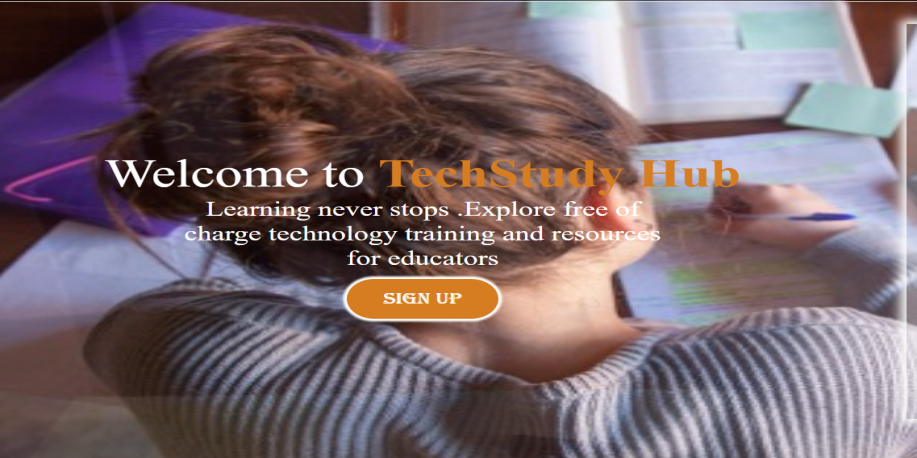 Welcome to TechStudy Hub
Learning never stops .Explore free of
charge technology training and resources
for educators
SIGN UP